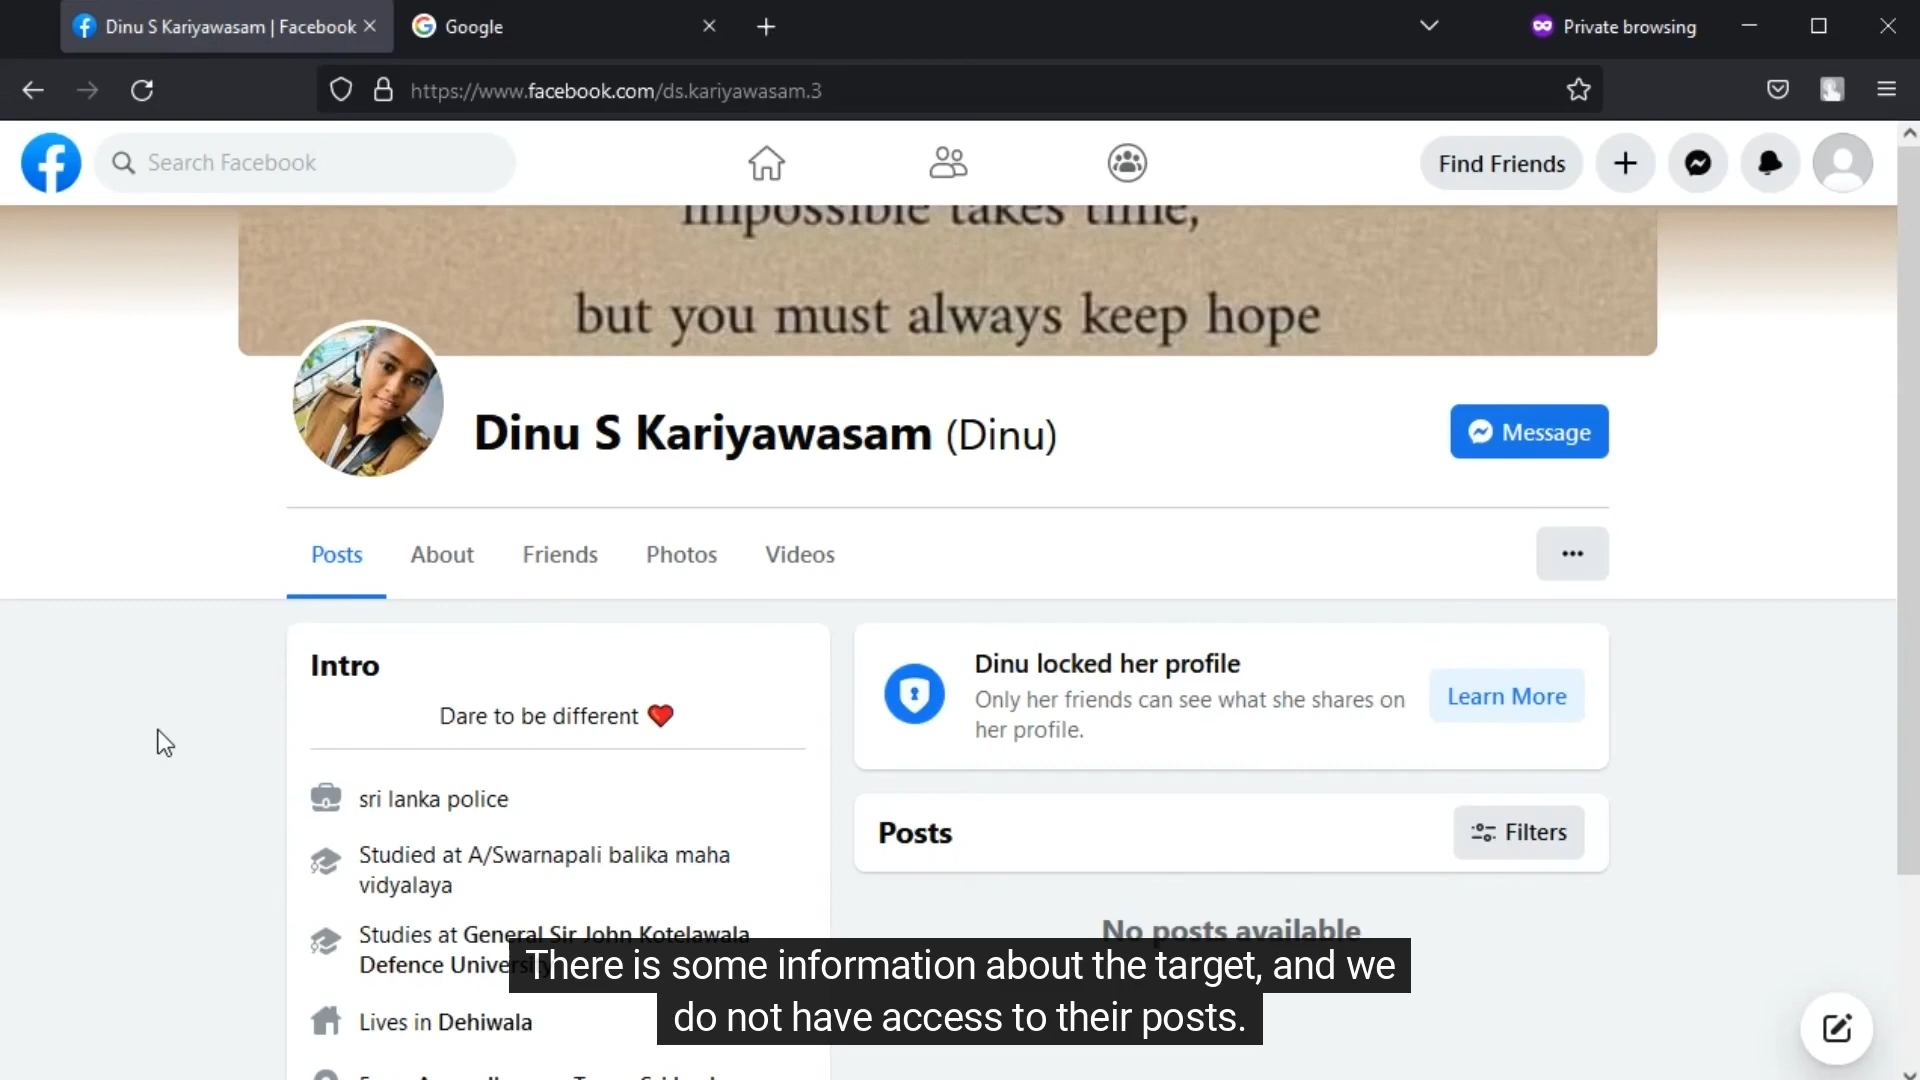 Dinu S Kariyawasam | Facebook
Google
Private browsing
https://www.facebook.com/ds.kariyawasam.3
Search Facebook
Find Friends
impossible takes time,
but you must always keep hope
Dinu S Kariyawasam (Dinu)
Message
Posts
About
Friends
Photos
Videos
Intro
Dare to be different ❤️
sri lanka police
Studied at A/Swarnapali balika maha
vidyalaya
Studies at General Sir John Kotelawala
Defence
Lives in Dehiwala
Dinu locked her profile
Only her friends can see what she shares on
her profile.
Learn More
Posts
Filters
No posts available
There is some information about the target, and we
do not have access to their posts.